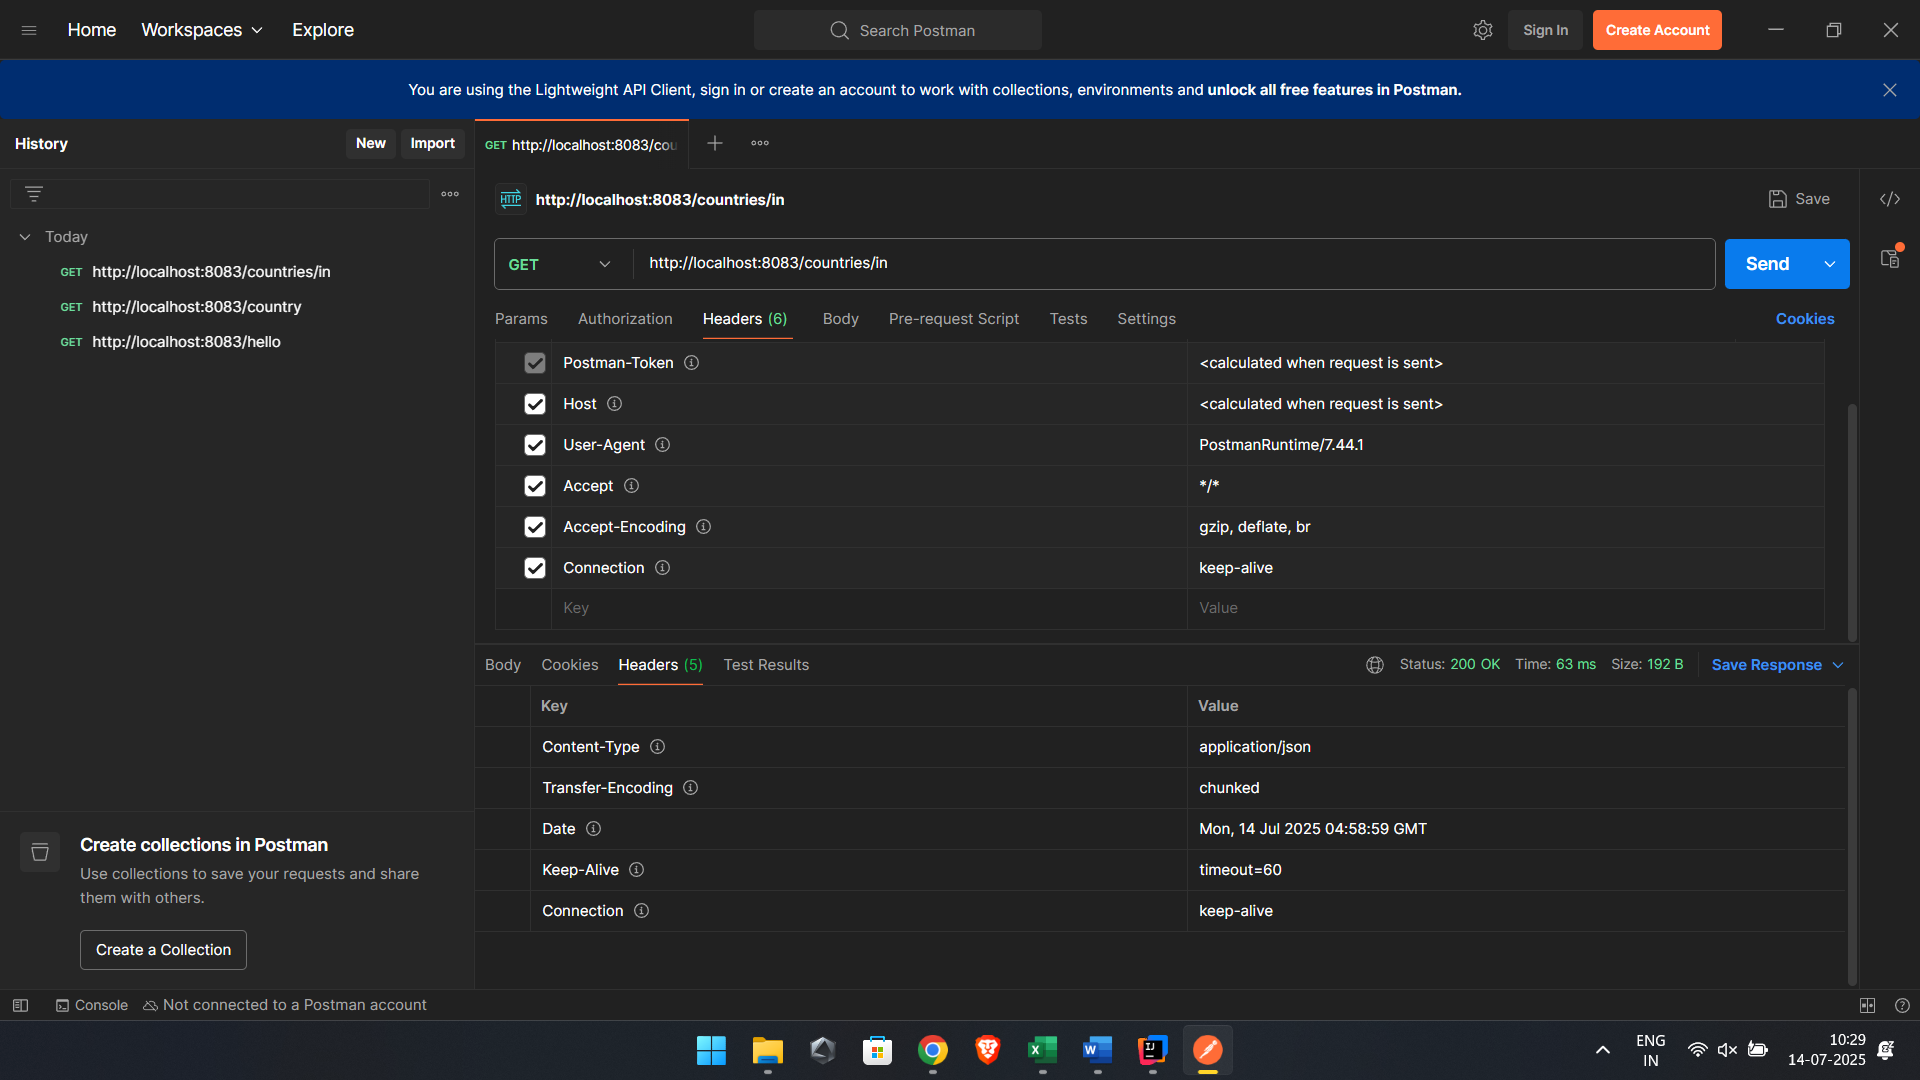 Home
Workspaces
Explore
Search Postman
Sign In
Create Account
You are using the Lightweight API Client, sign in or create an account to work with collections, environments and unlock all free features in Postman.
History
New
Import
GET http://localhost:8083/cou
HTTP
http://localhost:8083/countries/in
Save
Today
GET http://localhost:8083/countries/in
GET http://localhost:8083/country
GET http://localhost:8083/hello
GET
http://localhost:8083/countries/in
Send
Params
Authorization
Headers (6)
Body
Pre-request Script
Tests
Settings
Cookies
Postman-Token
<calculated when request is sent>
Host
<calculated when request is sent>
User-Agent
PostmanRuntime/7.44.1
Accept
*/*
Accept-Encoding
gzip, deflate, br
Connection
keep-alive
Key
Value
Body
Cookies
Headers (5)
Test Results
Status: 200 OK
Time: 63 ms
Size: 192 B
Save Response
Key
Value
Content-Type
application/json
Transfer-Encoding
chunked
Date
Mon, 14 Jul 2025 04:58:59 GMT
Keep-Alive
timeout=60
Connection
keep-alive
Create collections in Postman
Use collections to save your requests and share
them with others.
Create a Collection
Console
Not connected to a Postman account
ENG
IN
10:29
14-07-2025